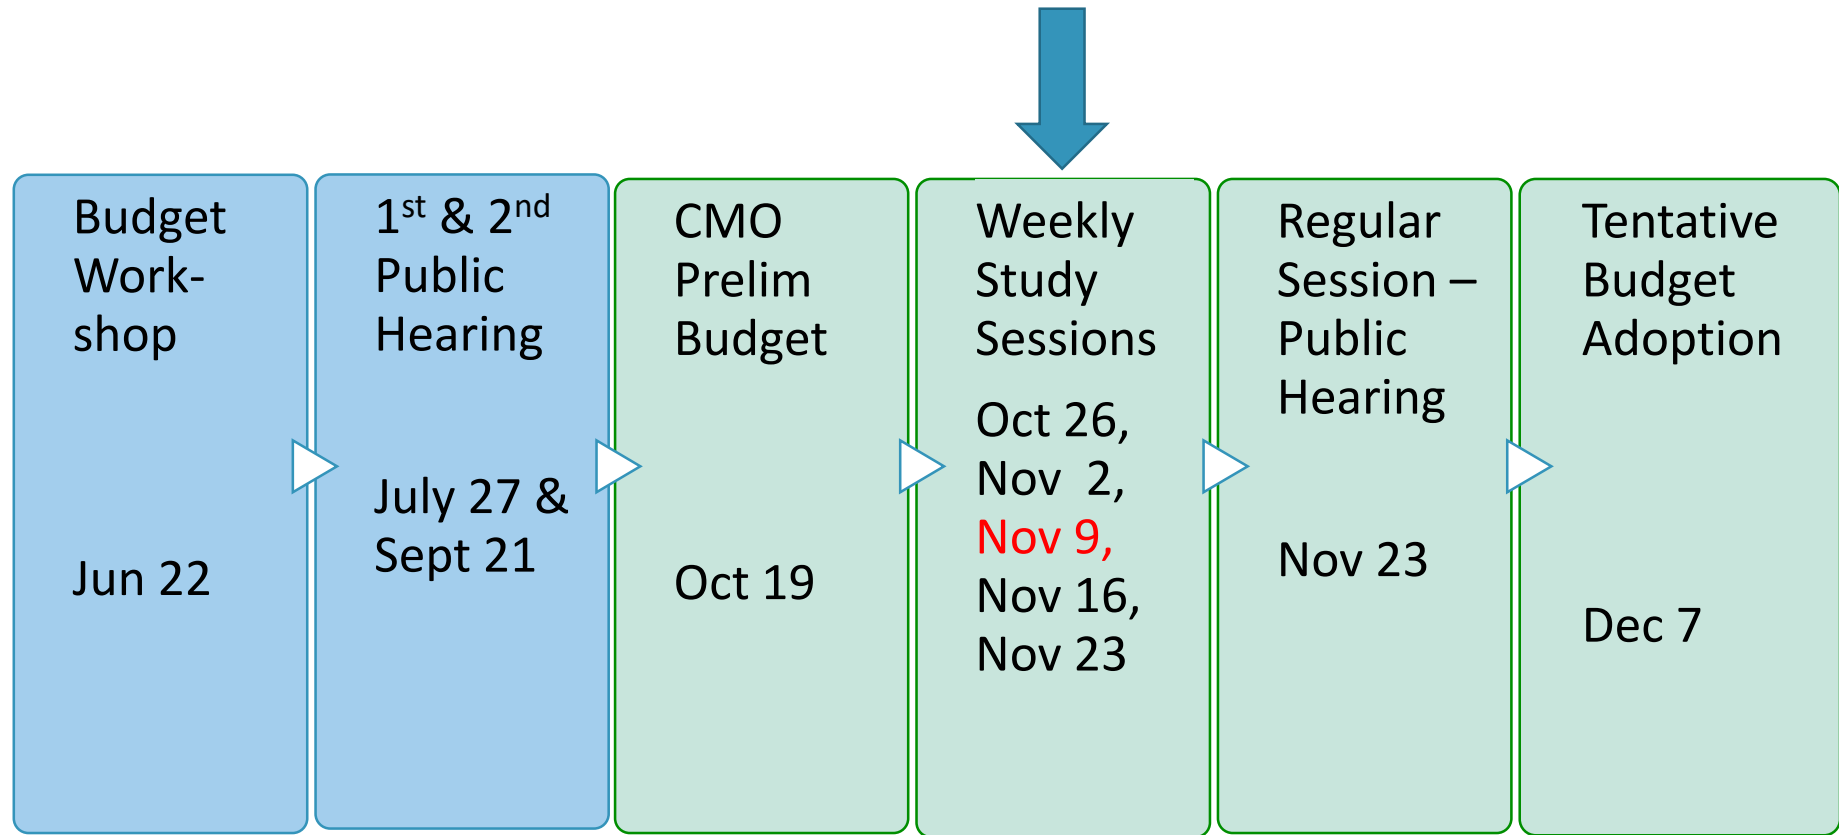 Budget
Work-
shop
Jun 22
1st & 2nd
Public
Hearing
July 27 &
Sept 21
CMO
Prelim
Budget
Oct 19
Weekly
Study
Sessions
Oct 26,
Nov  2,
Nov 9,
Nov 16,
Nov 23
Regular
Session –
Public
Hearing
Nov 23
Tentative
Budget
Adoption
Dec 7